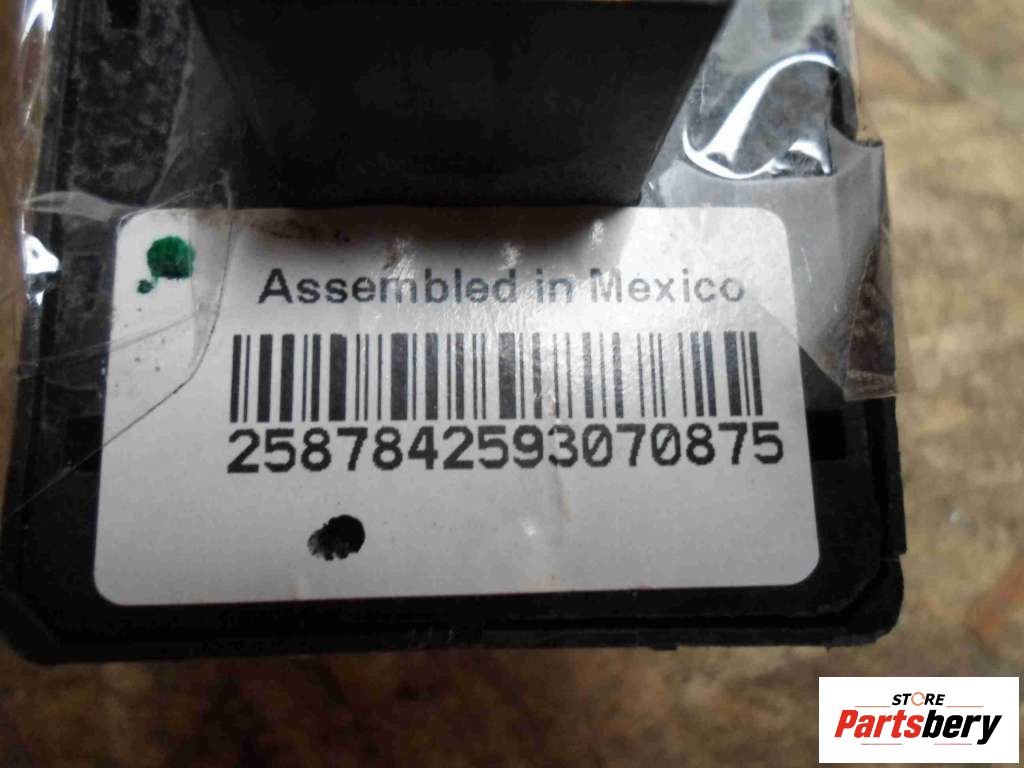 Assembled in Mexico
2587842593070875
STORE
Partsbery